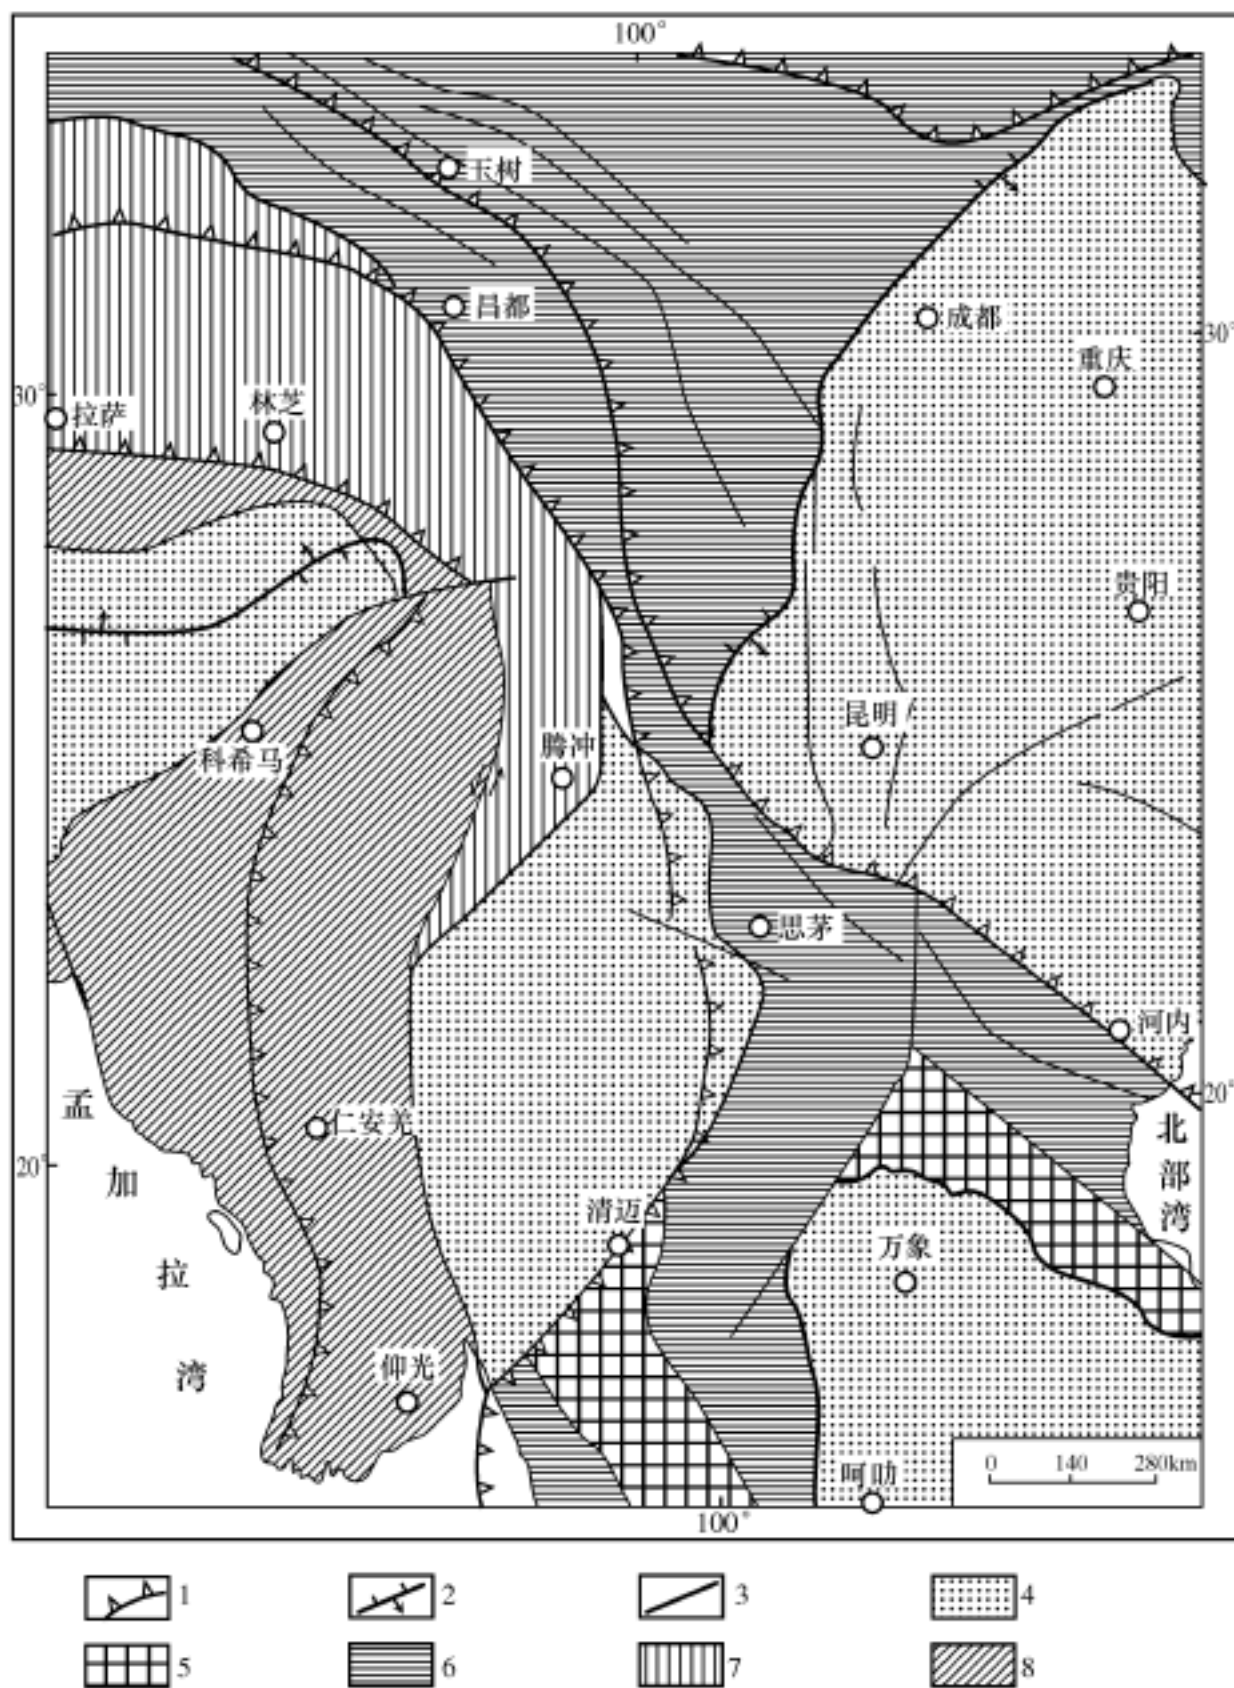 100°
玉树
昌都
成都
30°
重庆
30°
拉萨
林芝
贵阳
昆明
科希马
腾冲
思茅
河内
孟加拉湾
20°
仁安羌
20°
北部湾
清迈
万象
仰光
呵叻
0 140 280km
100°
1 2 3 4
5 6 7 8